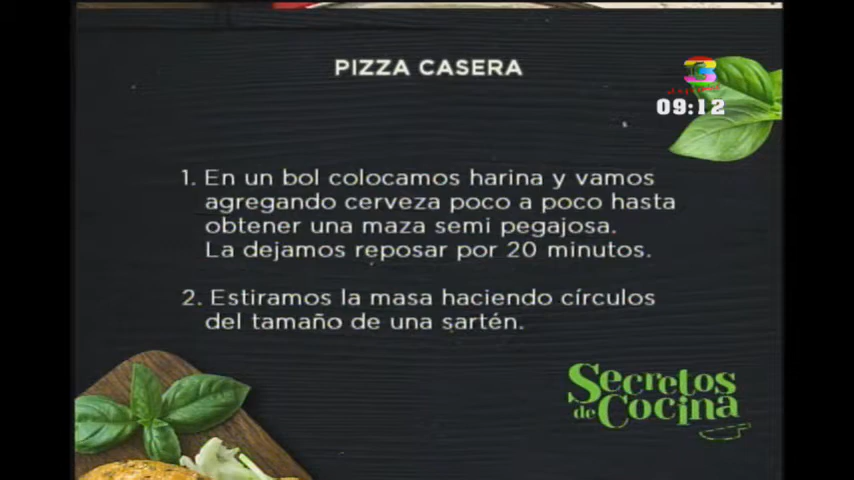 PIZZA CASERA
3
09:12
1. En un bol colocamos harina y vamos
agregando cerveza poco a poco hasta
obtener una maza semi pegajosa.
La dejamos reposar por 20 minutos.
2. Estiramos la masa haciendo círculos
del tamaño de una sartén.
Secretos
de Cocina